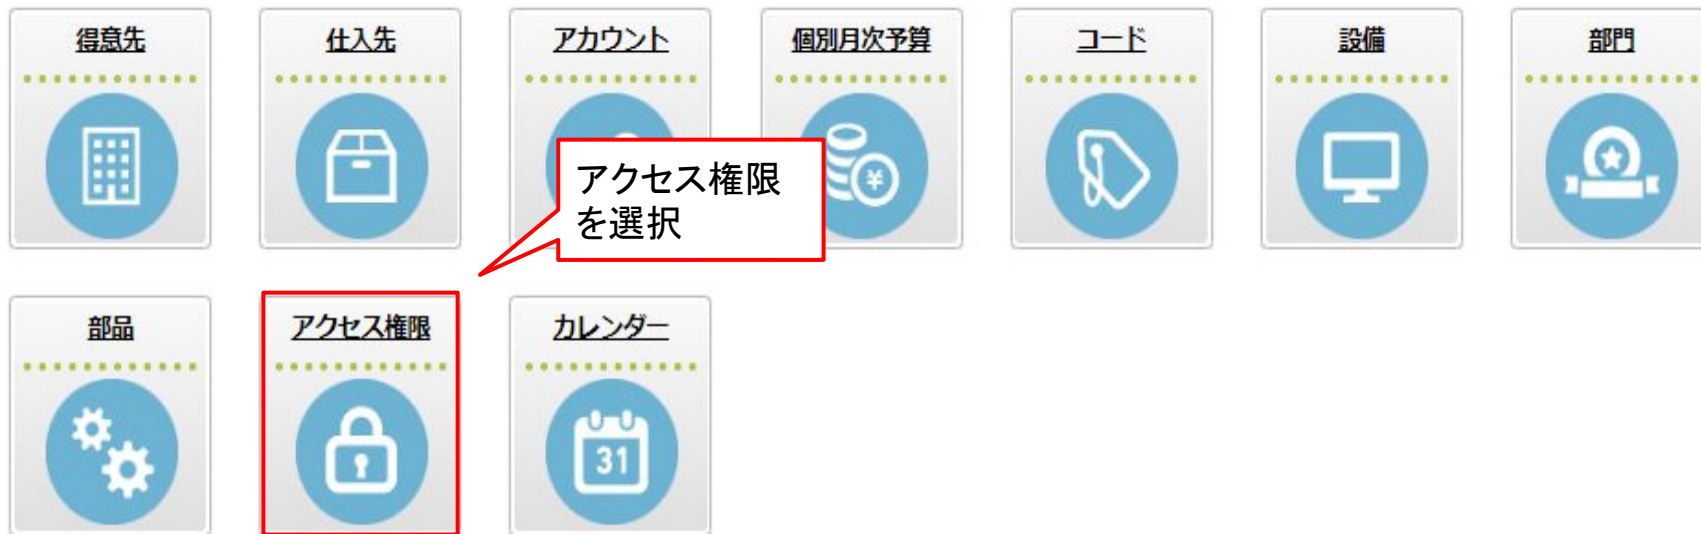 得意先
仕入先
アカウント
個別月次予算
コード
設備
部門
アクセス権限
を選択
部品
アクセス権限
カレンダー
31
¥